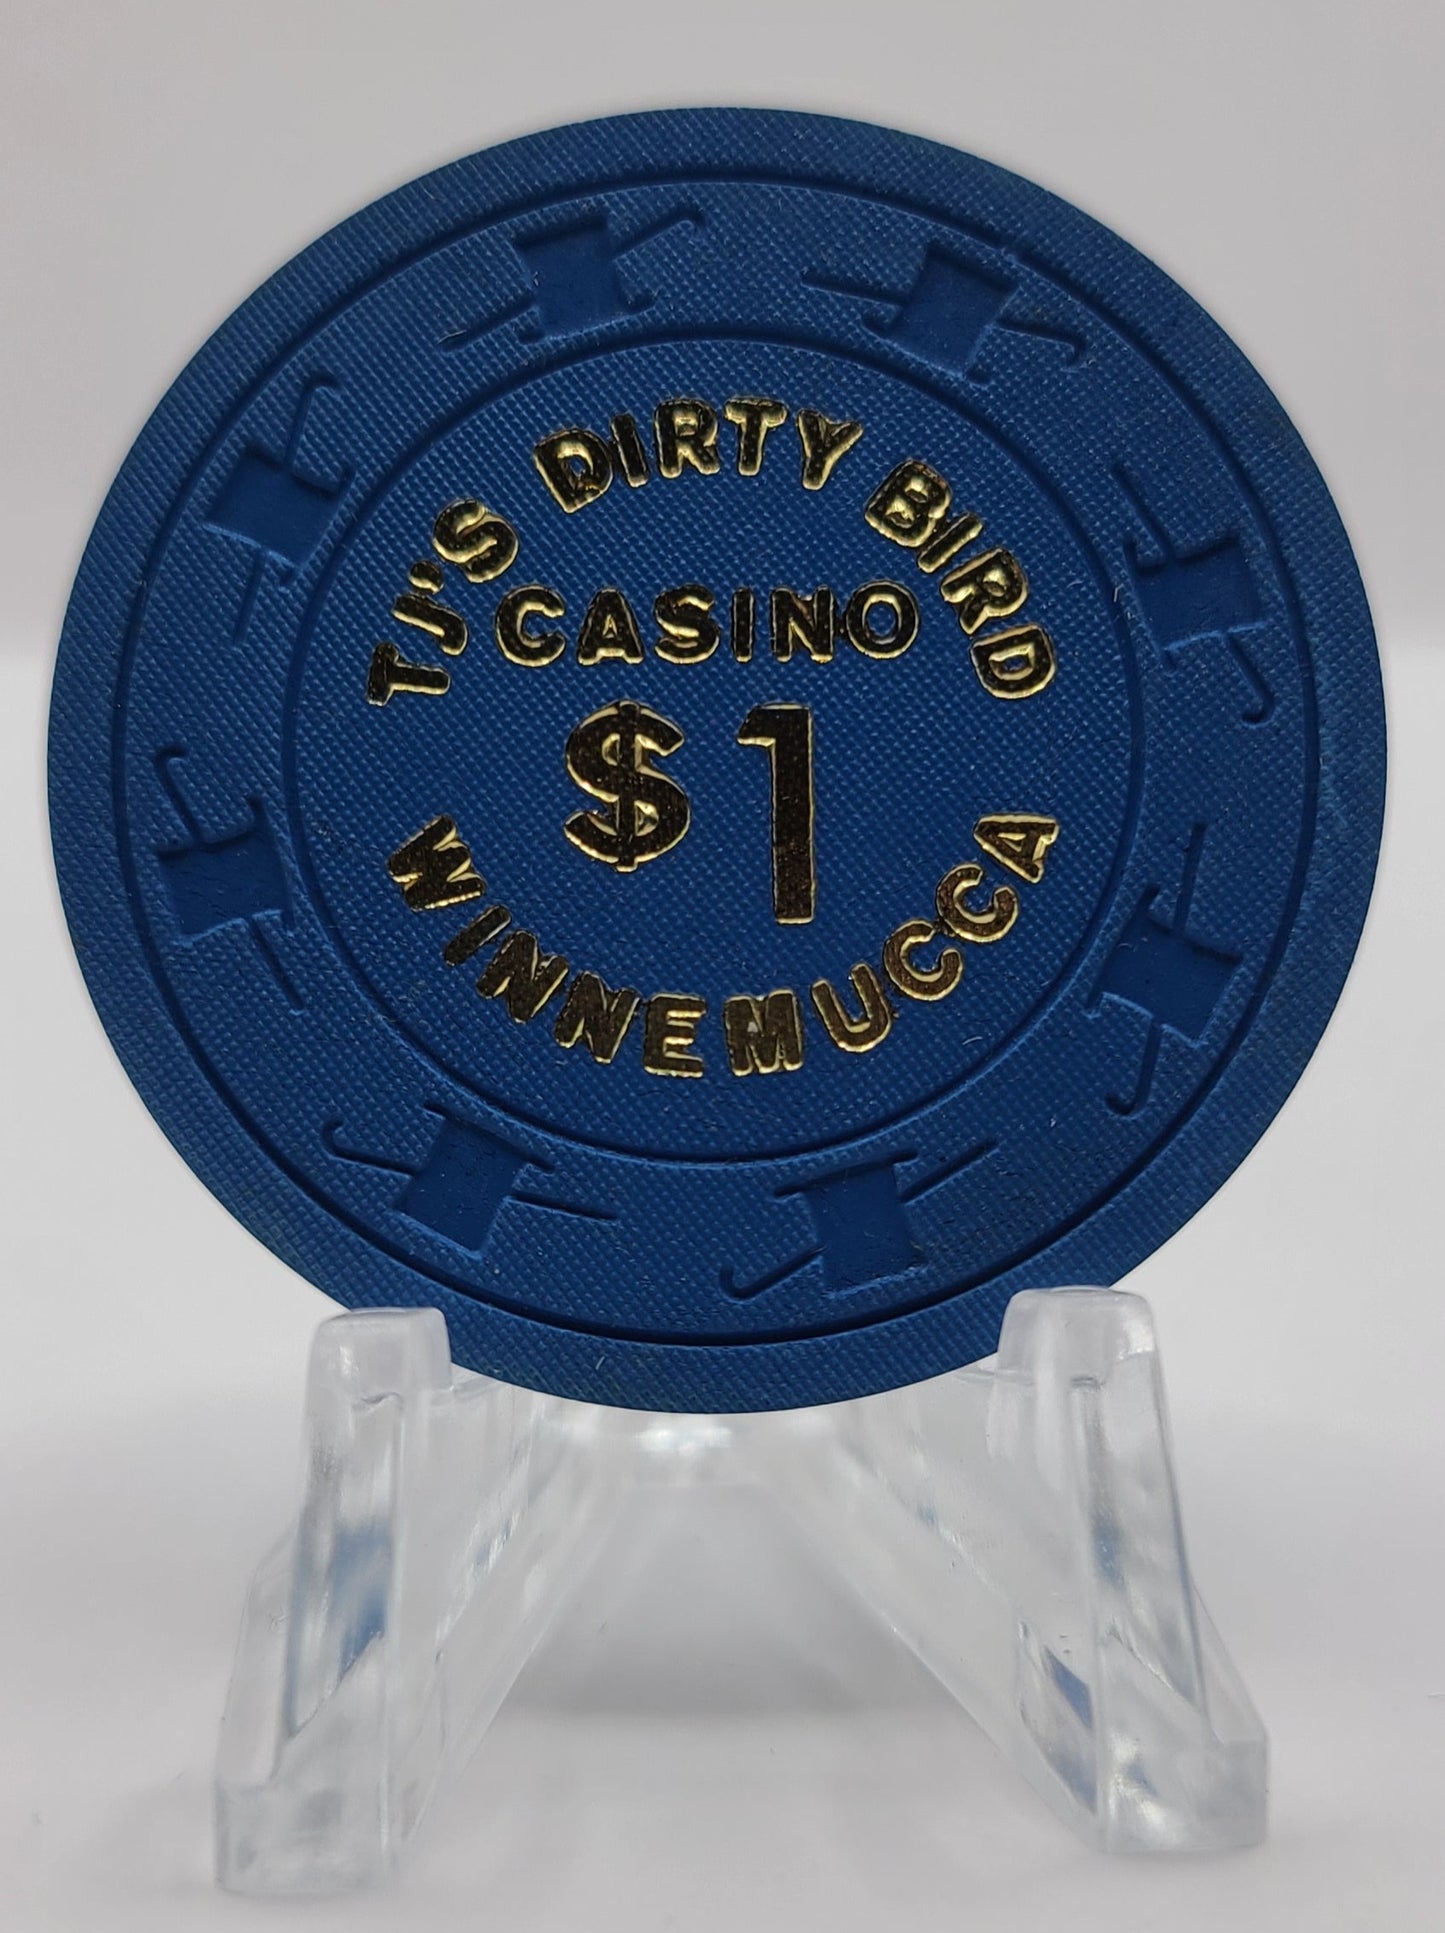 TJ'S DIRTY BIRD
CASINO
$1
WINNEMUCCA